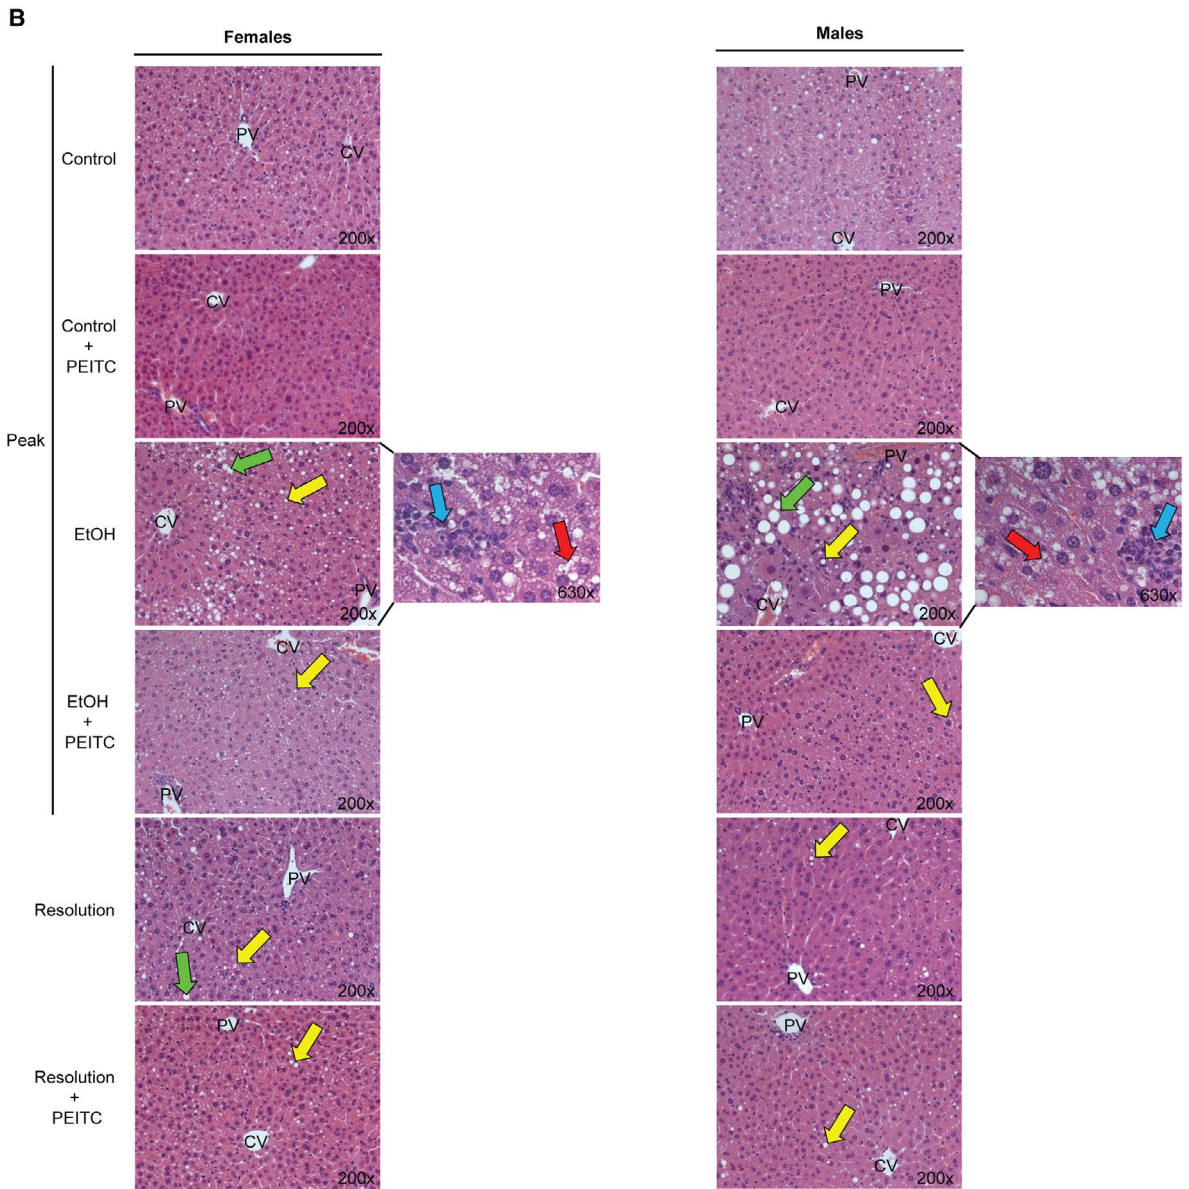 B
Females
Males
Peak
Control
PV
CV
200x
PV
CV
200x
Control
+
PEITC
CV
PV
200x
PV
CV
200x
EtOH
CV
PV
200x
630x
PV
CV
200x
630x
EtOH
+
PEITC
CV
PV
200x
CV
PV
200x
Resolution
PV
CV
200x
CV
PV
200x
Resolution
+
PEITC
PV
CV
200x
PV
CV
200x